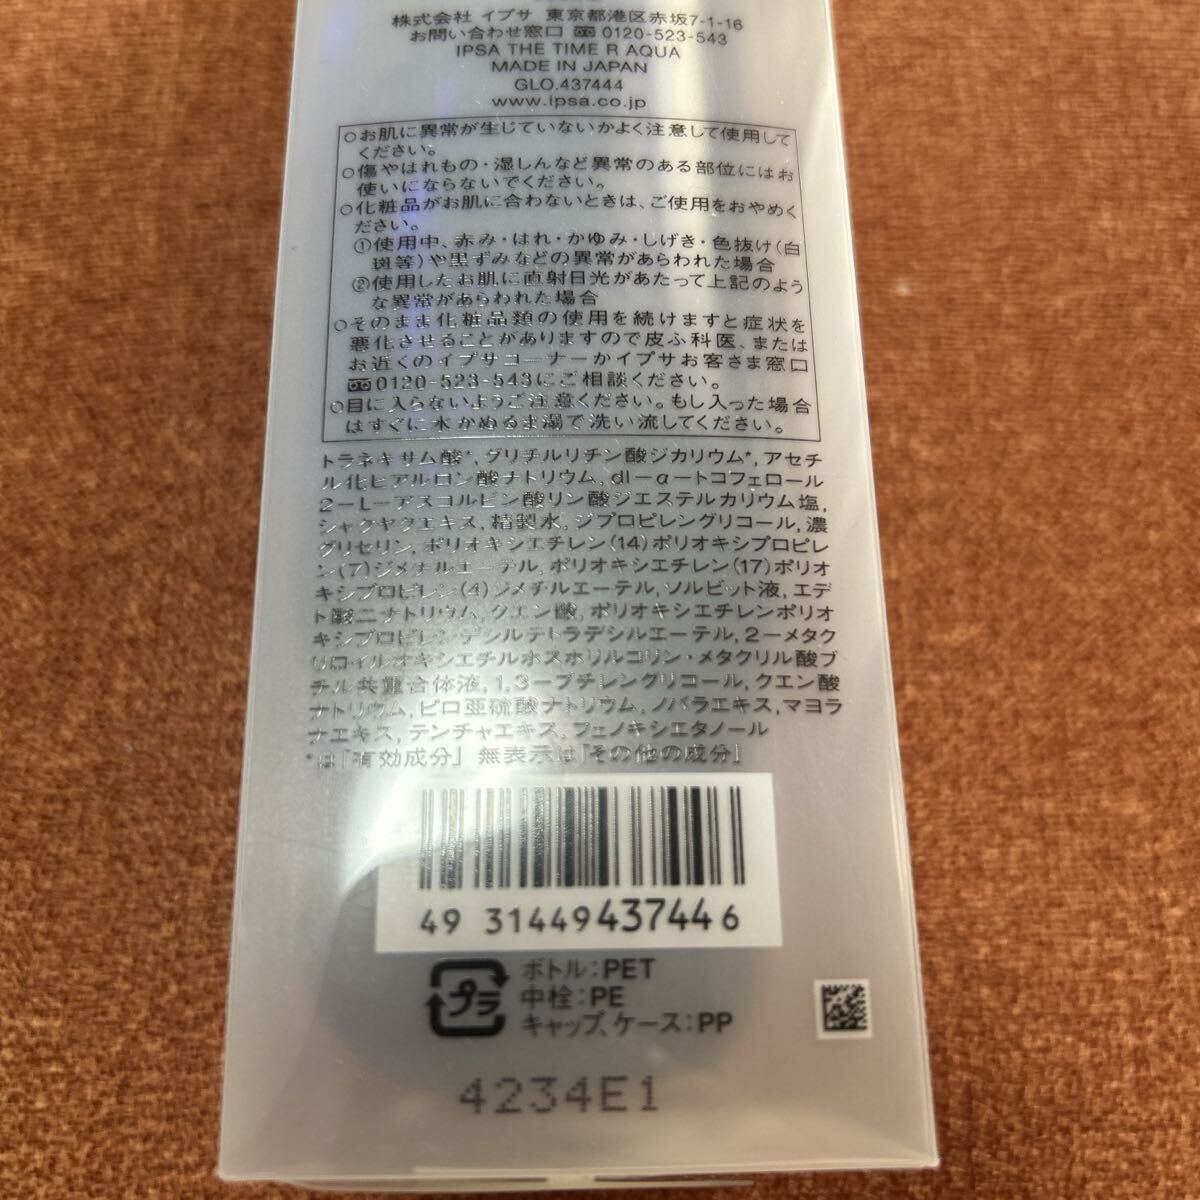 株式会社 イプサ 東京都港区赤坂7-1-16
お問い合わせ窓口 0120-523-543
IPSA THE TIME R AQUA
MADE IN JAPAN
GLO.437444
www.ipsa.co.jp
○お肌に異常が生じていないかよく注意して使用して
ください。
○傷やはれもの・湿しんなど異常のある部位にはお
使いにならないでください。
○化粧品がお肌に合わないときは、ご使用をおやめく
ださい。
①使用中、赤み・はれ・かゆみ・しげき・色抜け(白
斑等)や黒ずみなどの異常があらわれた場合
②使用したお肌に直射日光があたって上記のよう
な異常があらわれた場合
○そのまま化粧品類の使用を続けますと症状を
悪化させることがありますので皮ふ科医、または
お近くのイプサコーナーかイプサお客さま窓口
0120-523-543にご相談ください。
○目に入らないようご注意ください。もし入った場合
はすぐに水かぬるま湯で洗い流してください。
トラネキサム酸*,グリチルリチン酸ジカリウム*,アセチ
ル化ヒアルロン酸ナトリウム,dl-α-トコフェロール
2-L-アスコルビン酸リン酸ジエステルカリウム塩,
シャクヤクエキス,精製水,ジプロピレングリコール,濃
グリセリン,ポリオキシエチレン(14)ポリオキシプロピレ
ン(7)ジメチルエーテル,ポリオキシエチレン(17)ポリオ
キシプロピレン(4)ジメチルエーテル,ソルビット液,エデ
ト酸二ナトリウム,クエン酸,ポリオキシエチレンポリオ
キシプロピレンデシルテトラデシルエーテル,2-メタク
リロイルオキシエチルホスホリルコリン・メタクリル酸ブ
チル共重合体液,1,3-ブチレングリコール,クエン酸
ナトリウム,ピロ亜硫酸ナトリウム,ノバラエキス,マヨラ
ナエキス,テンチャエキス,フェノキシエタノール
*は「有効成分」無表示は「その他の成分」
49 31449437446
プラ
ボトル:PET
中栓:PE
キャップ、ケース:PP
4234E1